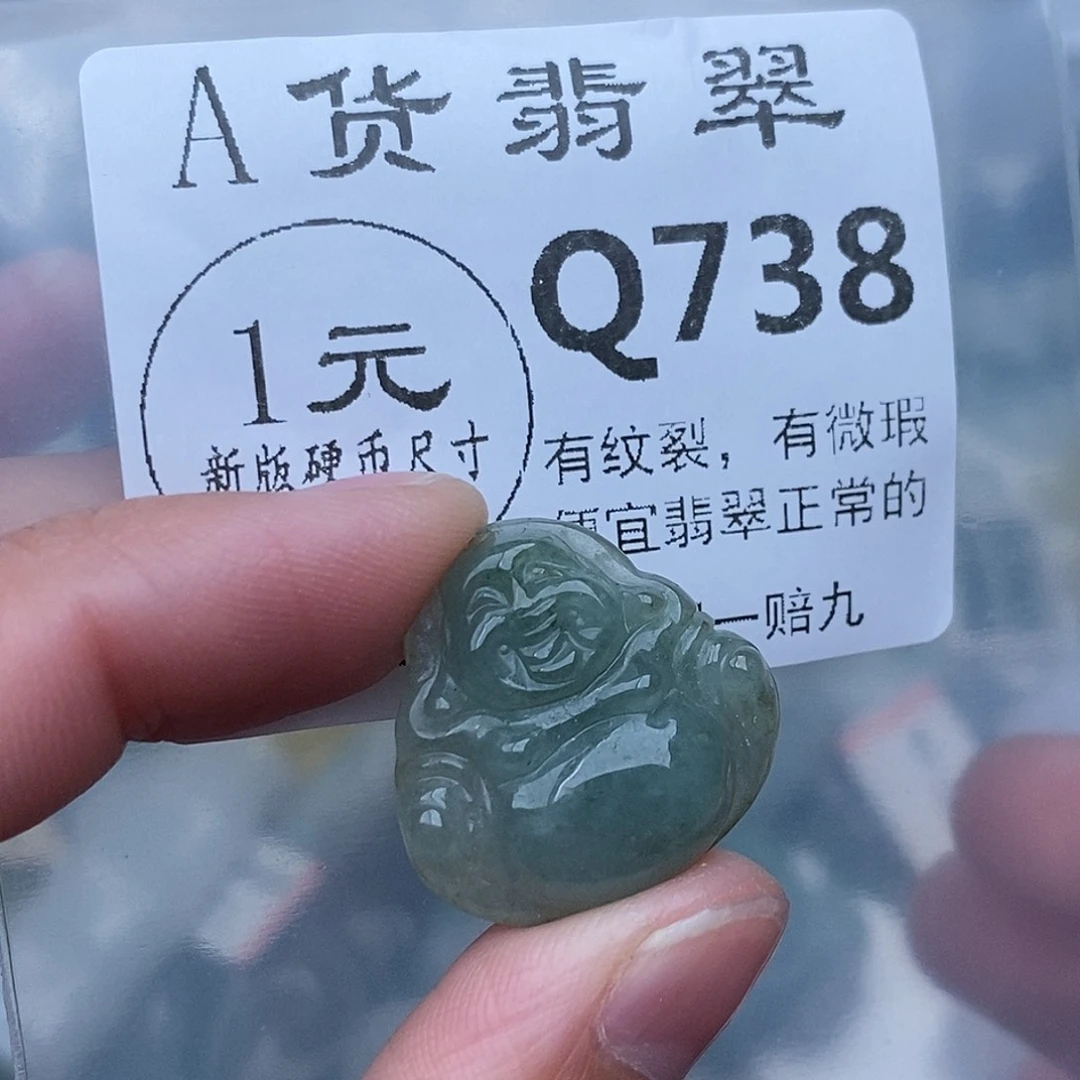 A货翡翠
Q738
1元
新版硬币尺寸
有纹裂，有微瑕
便宜翡翠正常的
一赔九